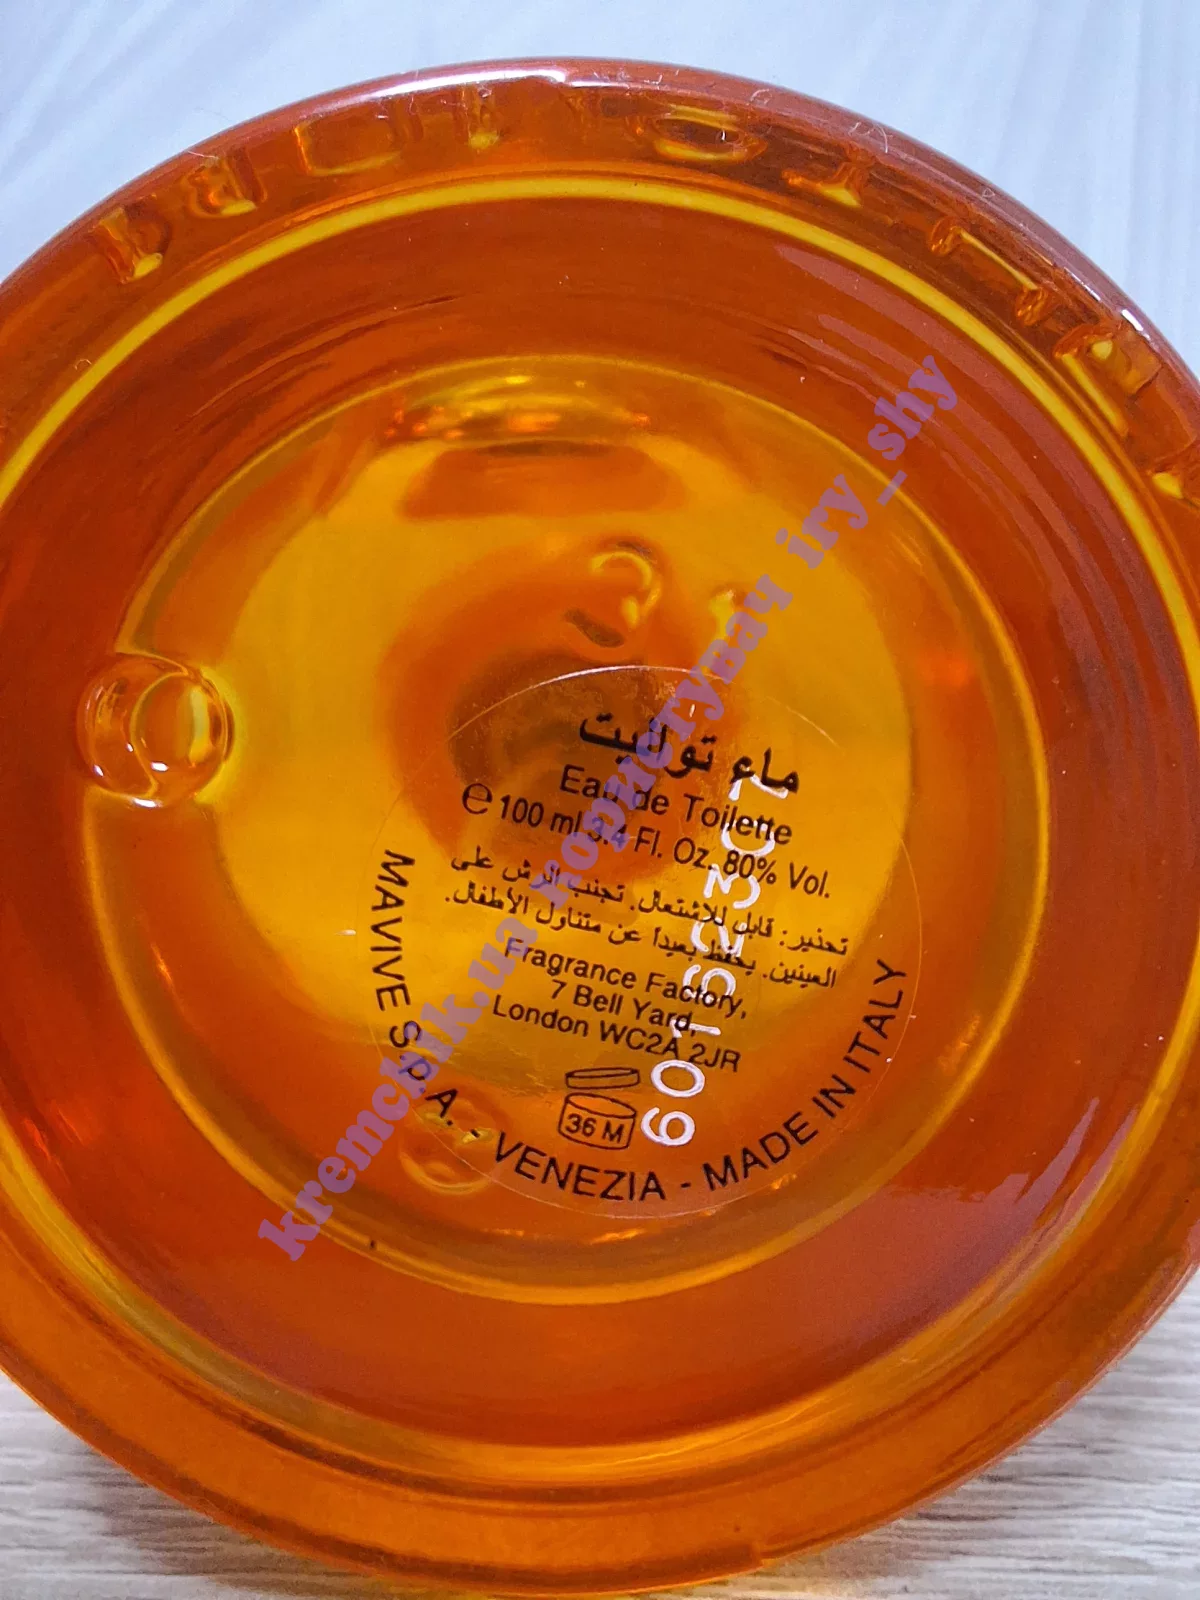 ماء تواليت
Eau de Toilette
℮ 100 ml 3.4 Fl. Oz. 80% Vol.
تحذير: قابل للاشتعال. تجنب الرش على
العينين. يحفظ بعيداً عن متناول الأطفال.
Fragrance Factory,
7 Bell Yard,
London WC2A 2JR
36 M
MAVIVE S.p.A. - VENEZIA - MADE IN ITALY
kremchik.ua користувач iry_shy